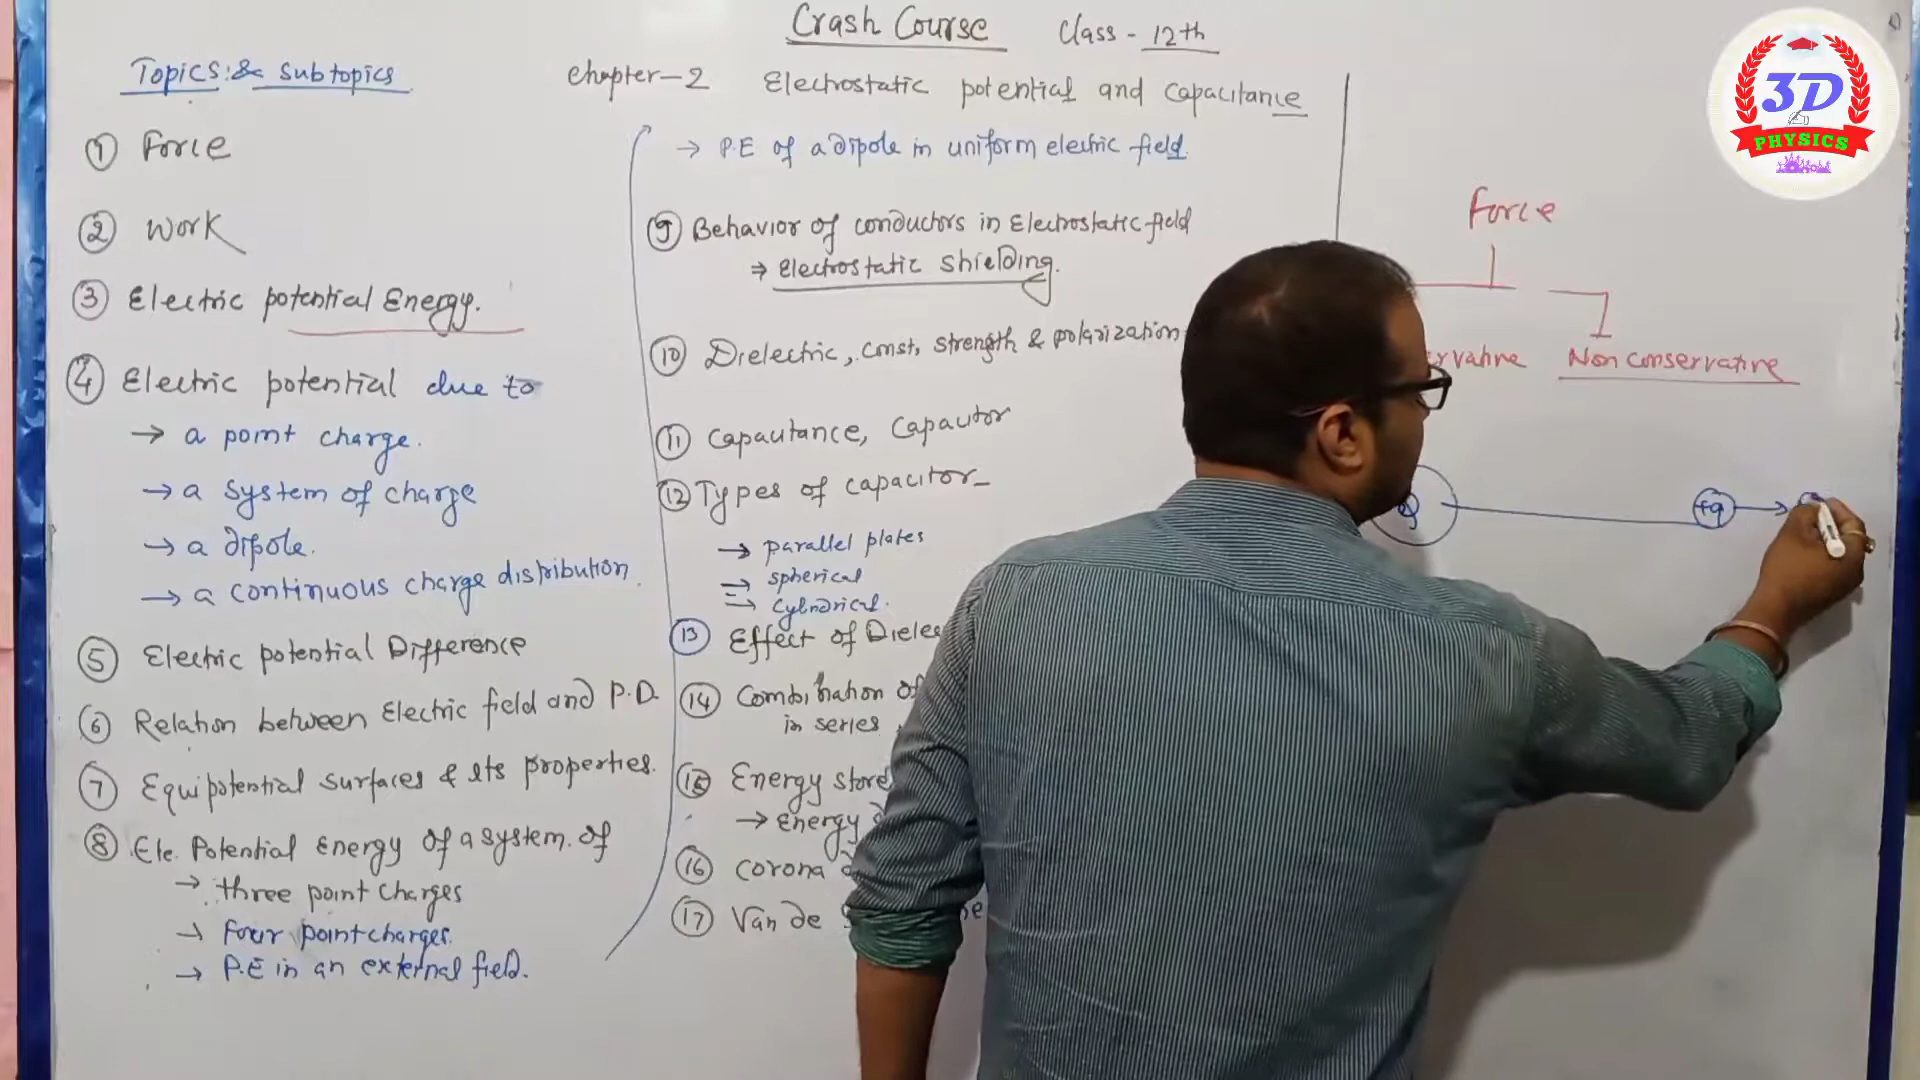 Crash Course Class - 12th
Topics & Subtopics
Chapter-2 Electrostatic potential and capacitance
① Force
② Work
③ Electric potential Energy.
④ Electric potential due to
→ a point charge.
→ a system of charge
→ a dipole.
→ a continuous charge distribution
⑤ Electric potential Difference
⑥ Relation between Electric field and P.D.
⑦ Equipotential surfaces & its properties.
⑧ Ele. Potential Energy of a system of
→ three point charges
→ four point charges.
→ P.E in an external field.
→ P.E of a dipole in uniform electric field.
⑨ Behavior of conductors in Electrostatic field
⇒ Electrostatic Shielding.
⑩ Dielectric, Const, strength & polarization
⑪ Capacitance, Capacitor
⑫ Types of capacitor
→ parallel plates
→ spherical
→ Cylindrical.
⑬ Effect of
⑭ Combination of
in series
⑮ Energy
→ Energy
⑯ Corona
⑰ Van de
Force
Non conservative
+q
3D
PHYSICS